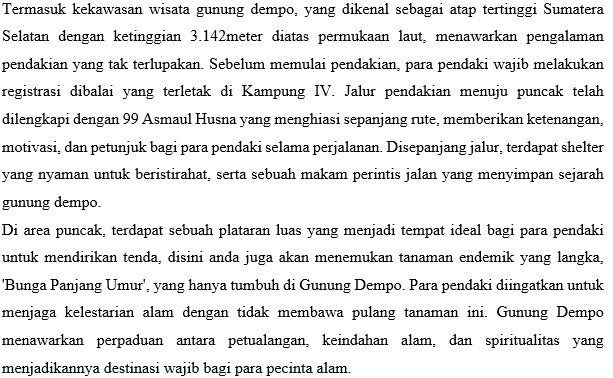 Termasuk kekawasan wisata gunung dempo, yang dikenal sebagai atap tertinggi Sumatera
Selatan dengan ketinggian 3.142meter diatas permukaan laut, menawarkan pengalaman
pendakian yang tak terlupakan. Sebelum memulai pendakian, para pendaki wajib melakukan
registrasi dibalai yang terletak di Kampung IV. Jalur pendakian menuju puncak telah
dilengkapi dengan 99 Asmaul Husna yang menghiasi sepanjang rute, memberikan ketenangan,
motivasi, dan petunjuk bagi para pendaki selama perjalanan. Disepanjang jalur, terdapat shelter
yang nyaman untuk beristirahat, serta sebuah makam perintis jalan yang menyimpan sejarah
gunung dempo.
Di area puncak, terdapat sebuah plataran luas yang menjadi tempat ideal bagi para pendaki
untuk mendirikan tenda, disini anda juga akan menemukan tanaman endemik yang langka,
'Bunga Panjang Umur', yang hanya tumbuh di Gunung Dempo. Para pendaki diingatkan untuk
menjaga kelestarian alam dengan tidak membawa pulang tanaman ini. Gunung Dempo
menawarkan perpaduan antara petualangan, keindahan alam, dan spiritualitas yang
menjadikannya destinasi wajib bagi para pecinta alam.